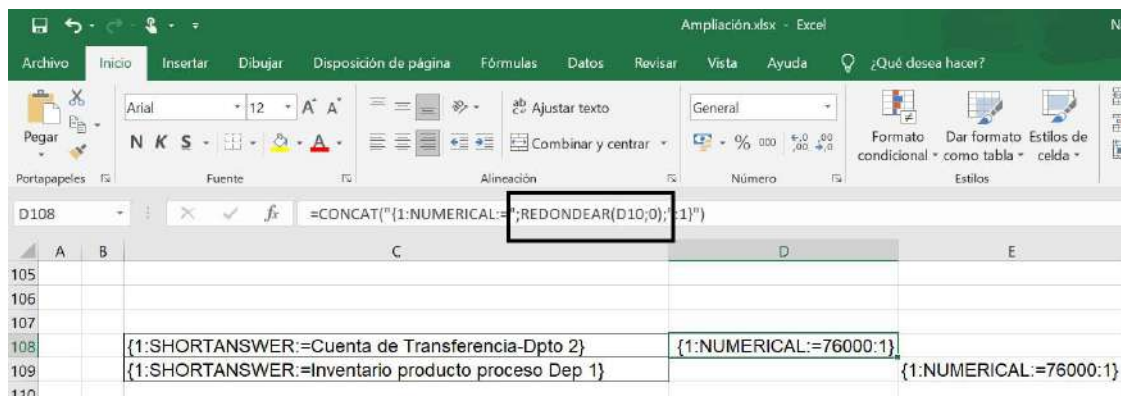 Ampliación.xlsx - Excel
Archivo Inicio Insertar Dibujar Disposición de página Fórmulas Datos Revisar Vista Ayuda ¿Qué desea hacer?
Pegar
Arial 12 A A
N K S A
Ajustar texto
Combinar y centrar
General
% 000
Formato condicional
Dar formato como tabla
Estilos de celda
Portapapeles Fuente Alineación Número Estilos
D108 fx =CONCAT("{1:NUMERICAL:=";REDONDEAR(D10;0);":1}")
A B C D E
105
106
107
108 {1:SHORTANSWER:=Cuenta de Transferencia-Dpto 2} {1:NUMERICAL:=76000:1}
109 {1:SHORTANSWER:=Inventario producto proceso Dep 1} {1:NUMERICAL:=76000:1}
110